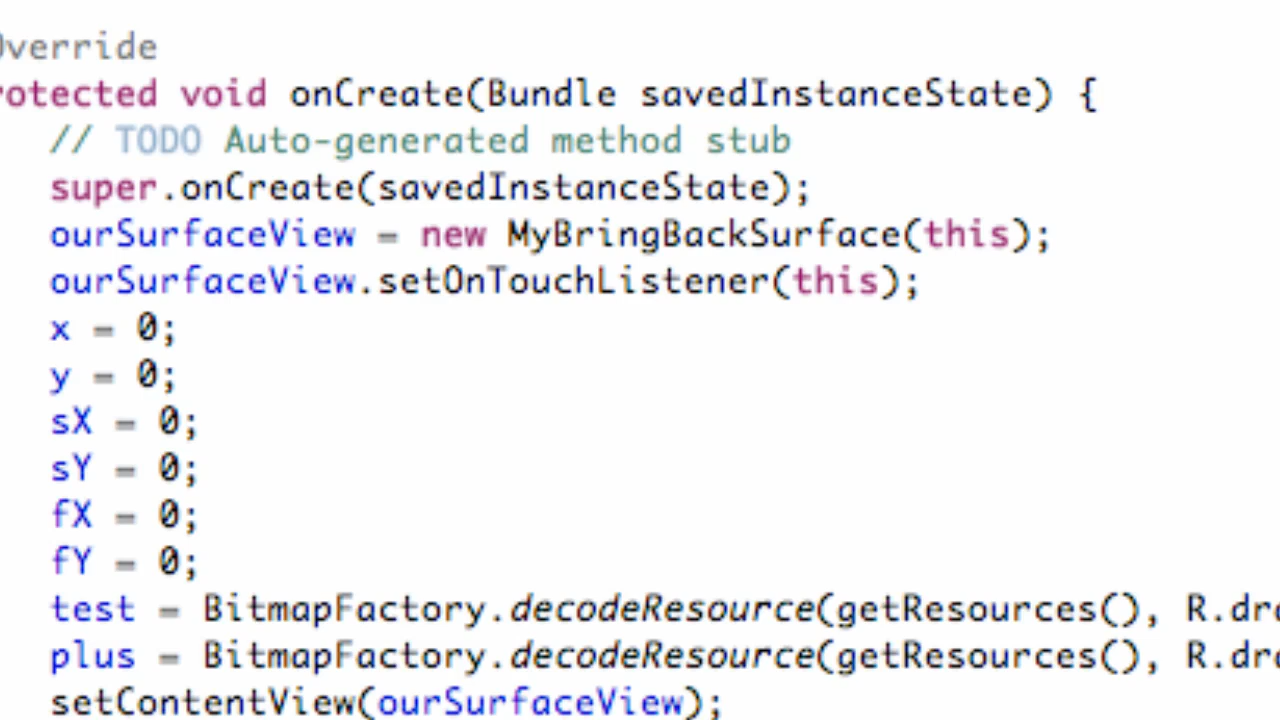 Override
rotected void onCreate(Bundle savedInstanceState) {
// TODO Auto-generated method stub
super.onCreate(savedInstanceState);
ourSurfaceView = new MyBringBackSurface(this);
ourSurfaceView.setOnTouchListener(this);
x = 0;
y = 0;
sX = 0;
sY = 0;
fX = 0;
fY = 0;
test = BitmapFactory.decodeResource(getResources(), R.dra
plus = BitmapFactory.decodeResource(getResources(), R.dra
setContentView(ourSurfaceView);